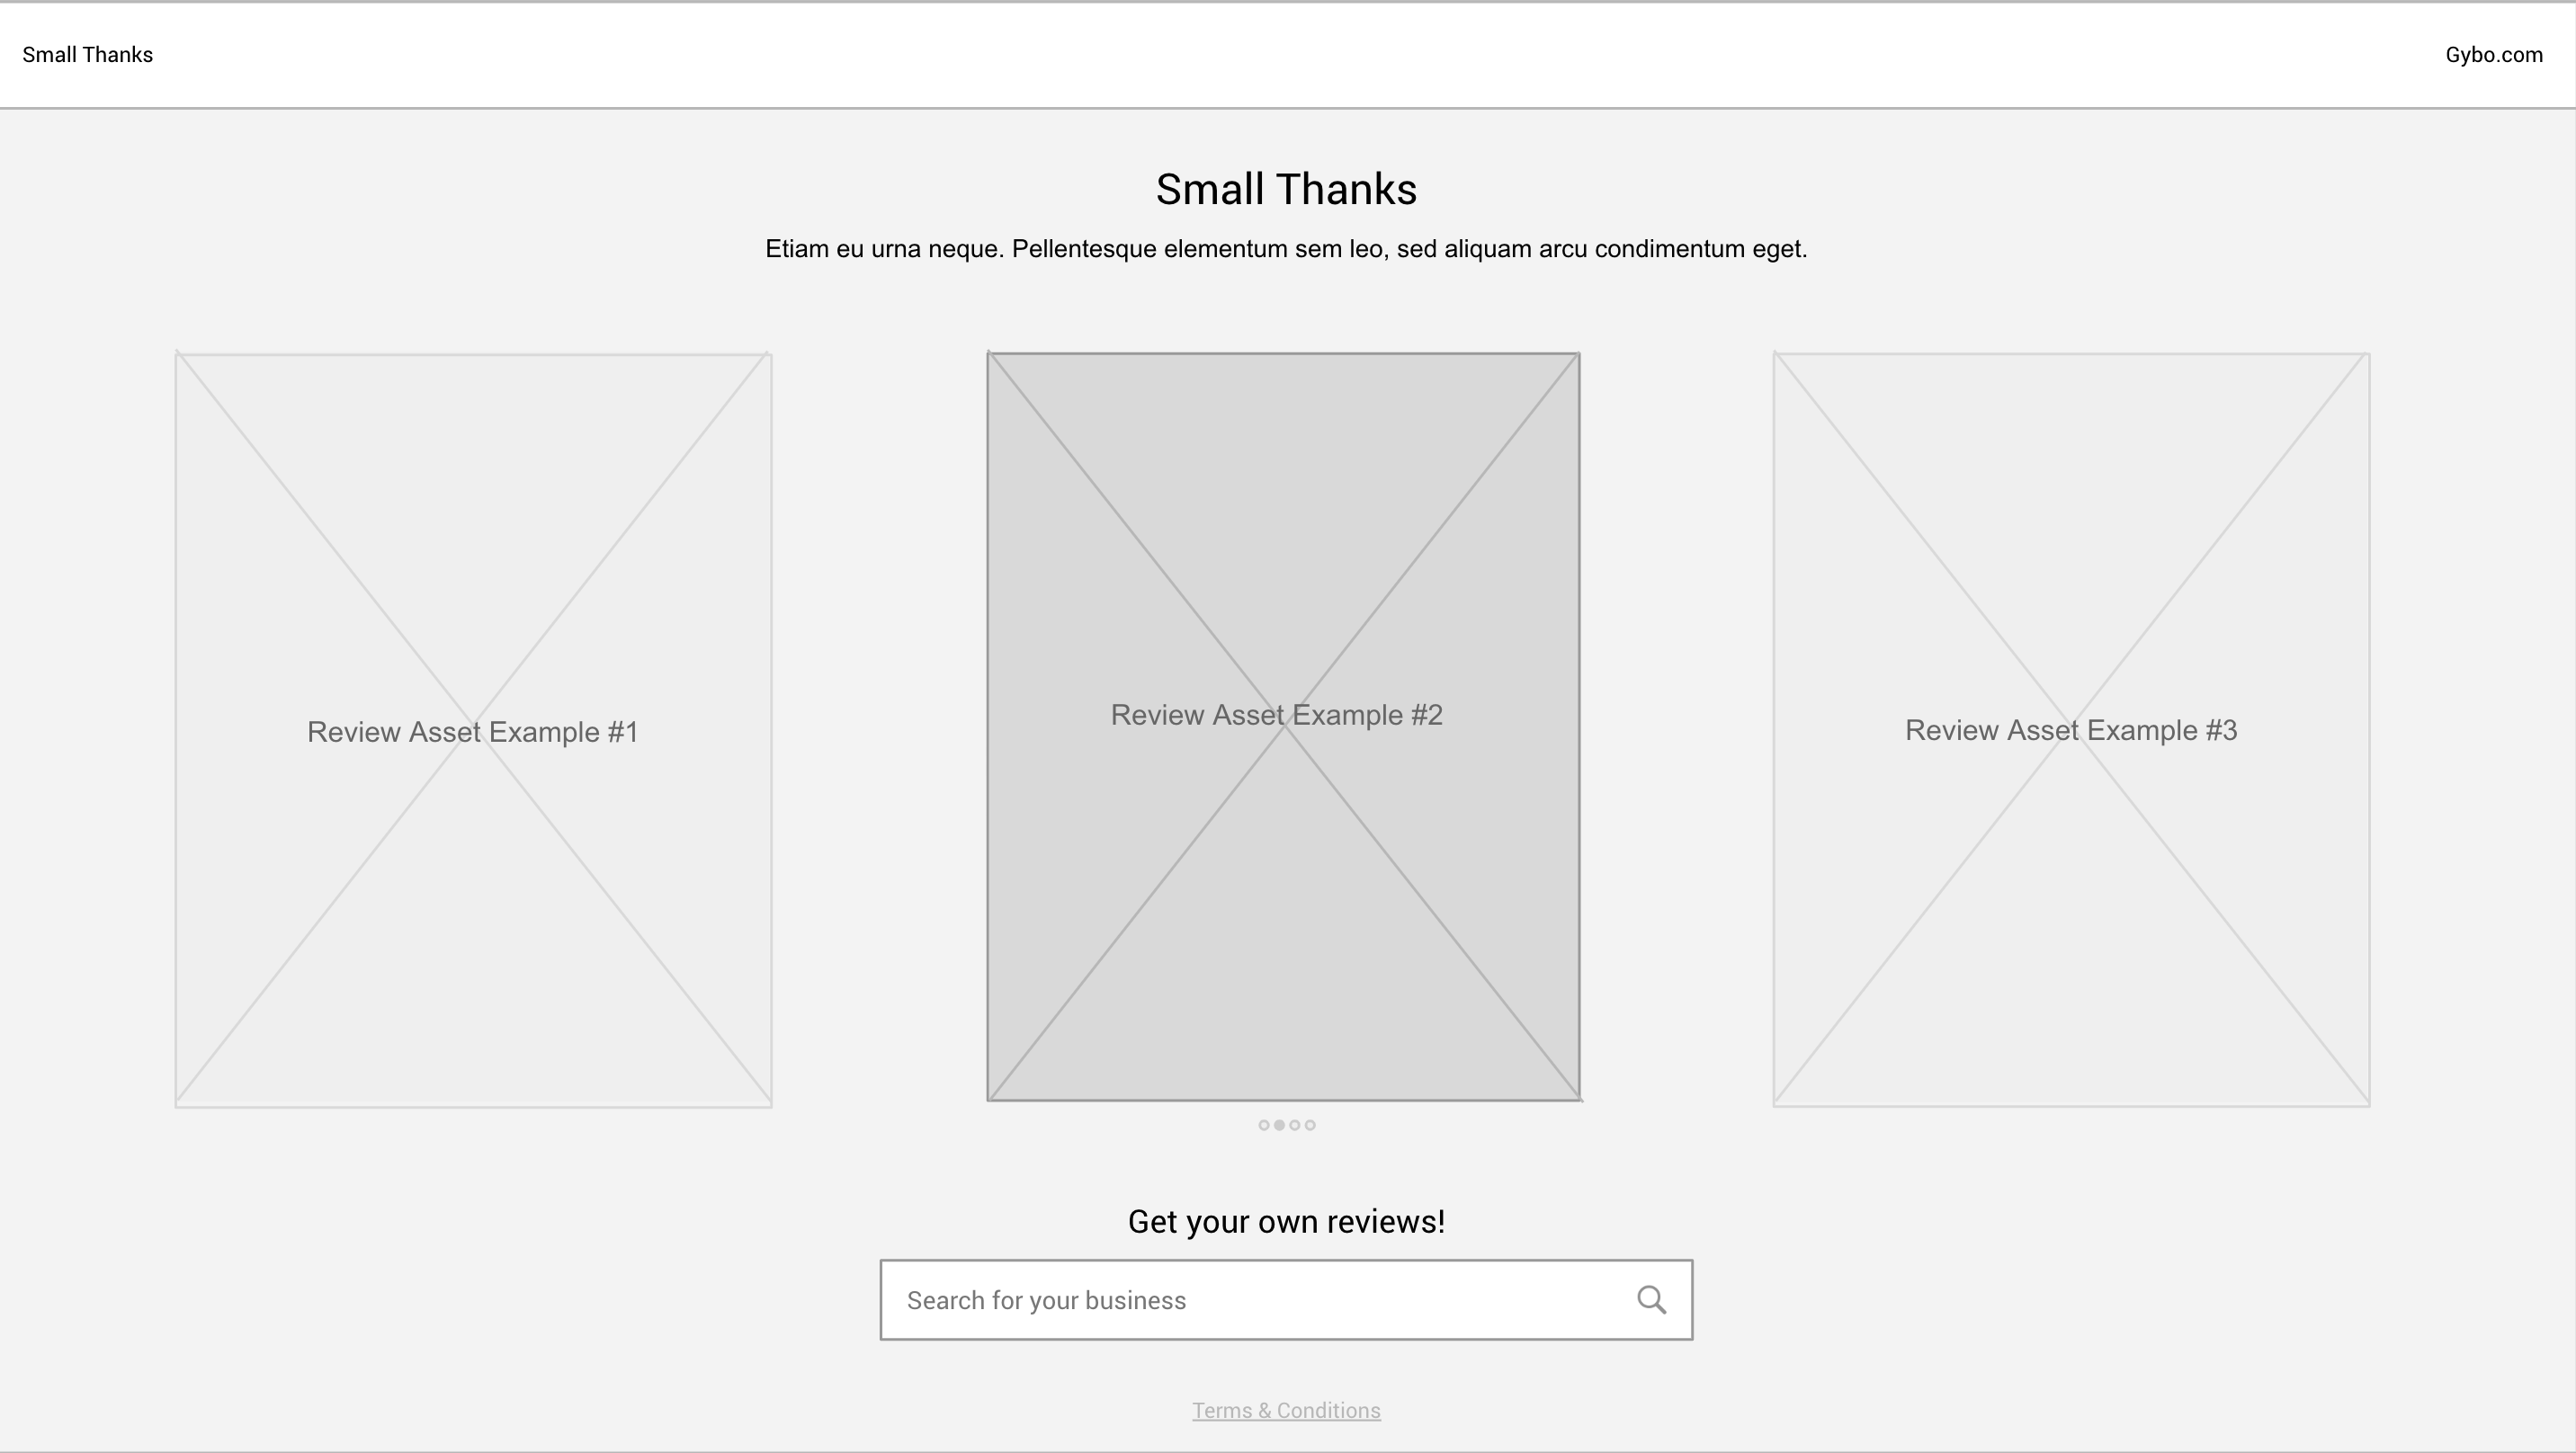 Small Thanks
Gybo.com
Small Thanks
Etiam eu urna neque. Pellentesque elementum sem leo, sed aliquam arcu condimentum eget.
Review Asset Example #1
Review Asset Example #2
Review Asset Example #3
Get your own reviews!
Search for your business
Terms & Conditions